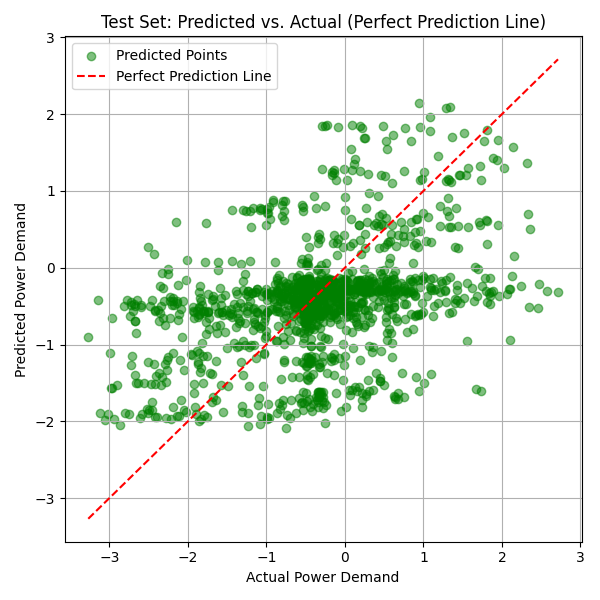 Test Set: Predicted vs. Actual (Perfect Prediction Line)
Predicted Points
Perfect Prediction Line
3
2
1
0
−1
−2
−3
Predicted Power Demand
−3 −2 −1 0 1 2 3
Actual Power Demand